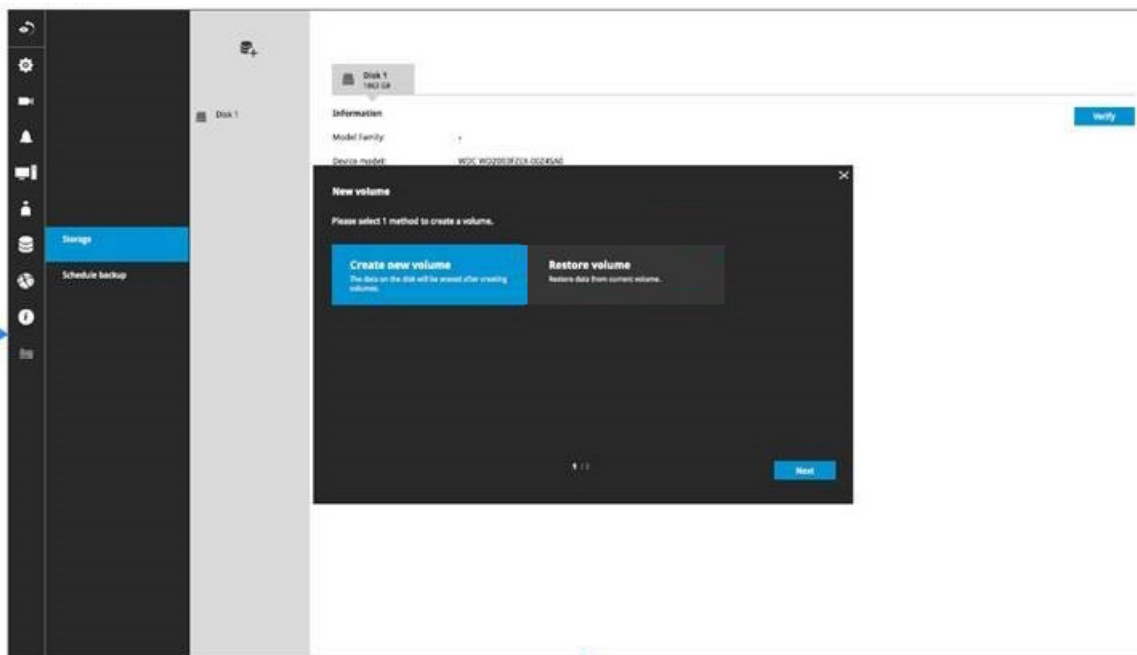 Disk 1
1863 GB
Disk 1
Information
Verify
Model Family: -
Device model:
New volume
Please select 1 method to create a volume.
Create new volume
The data on the disk will be erased after creating
volumes.
Restore volume
Restore data from current volume.
Storage
Schedule backup
Next